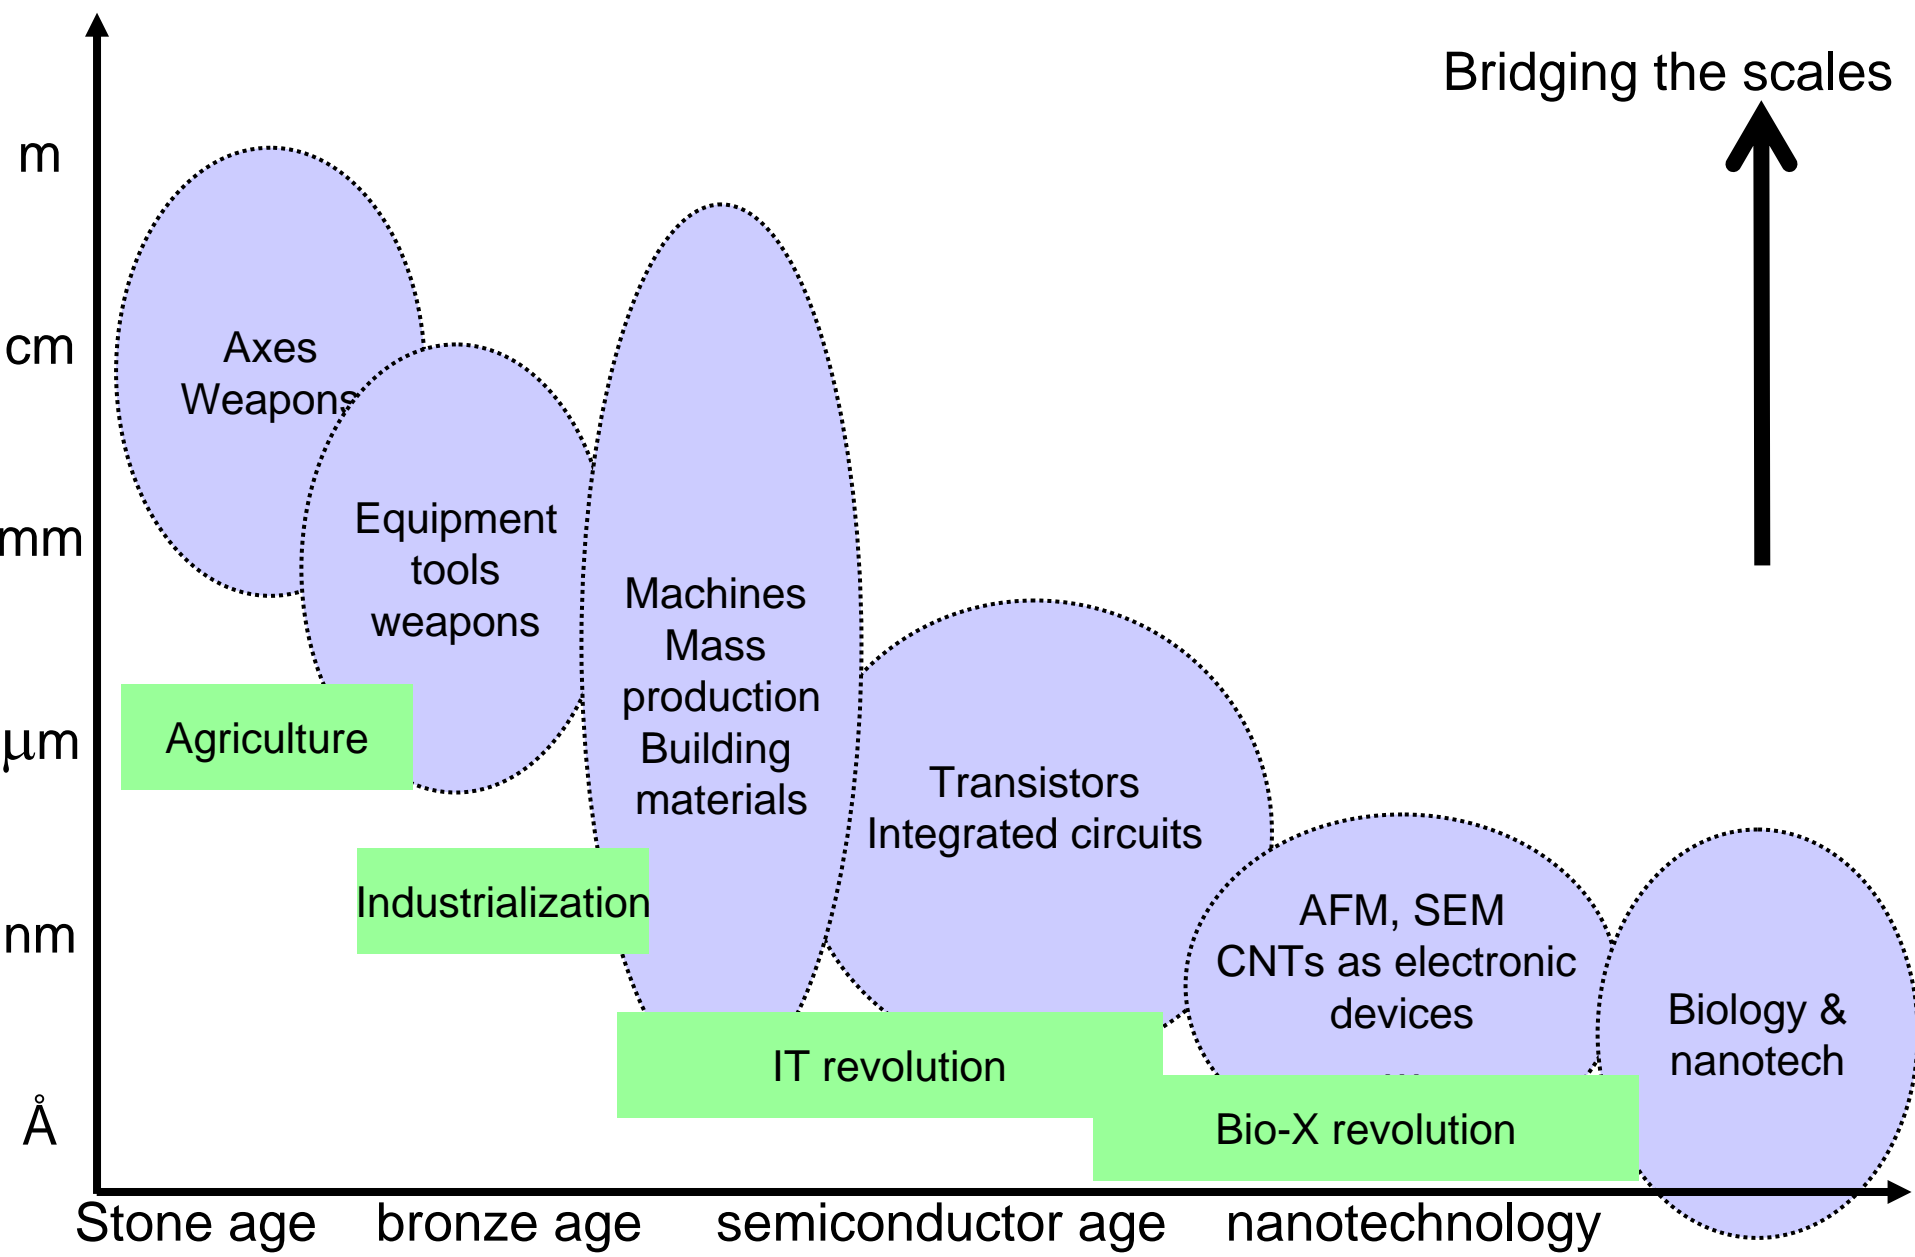 Bridging the scales
m
cm
mm
µm
nm
Å
Axes
Weapons
Equipment
tools
weapons
Machines
Mass
production
Building
materials
Transistors
Integrated circuits
AFM, SEM
CNTs as electronic
devices
...
Biology &
nanotech
Agriculture
Industrialization
IT revolution
Bio-X revolution
Stone age bronze age semiconductor age nanotechnology